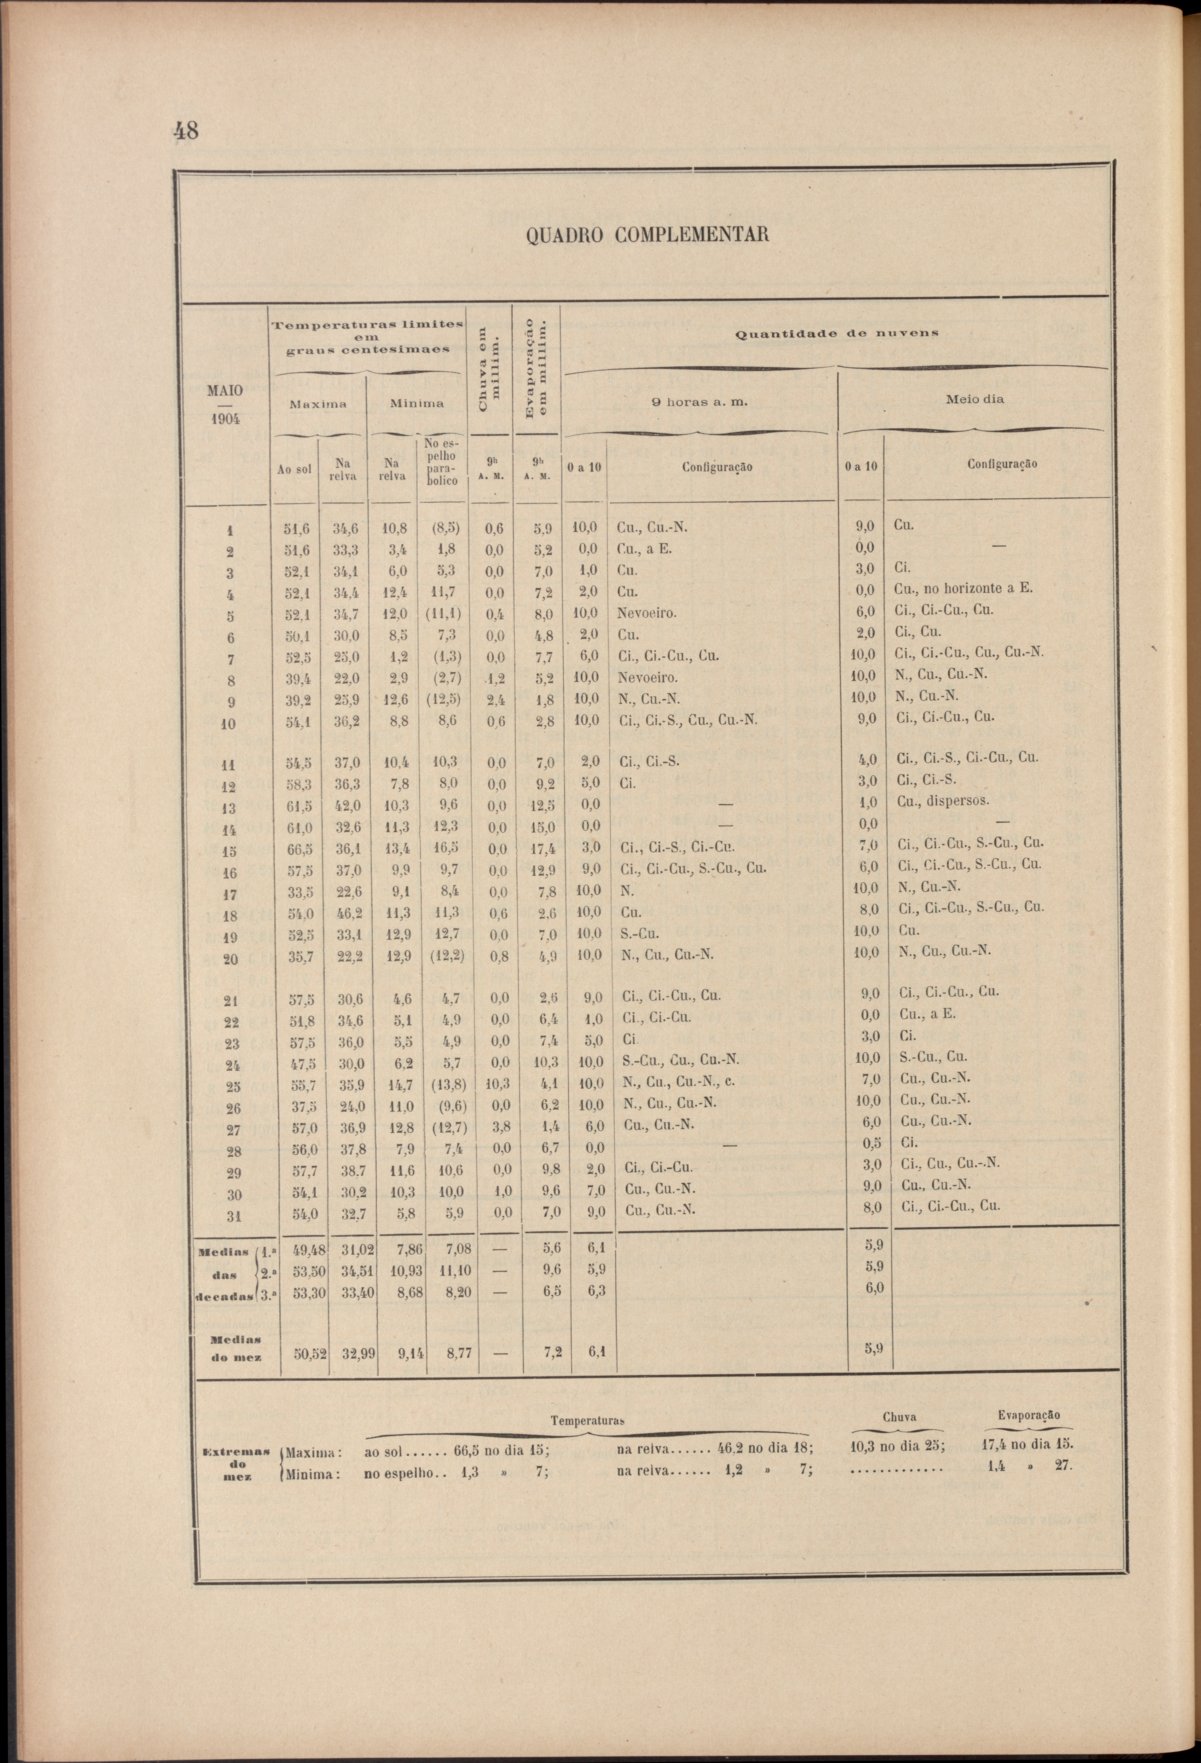 48
QUADRO COMPLEMENTAR
MAIO
—
1904
Temperaturas limites
em
graus centesimaes
Chuva em
millim.
Evaporação
em millim.
Quantidade de nuvens
Maxima
Minima
9 horas a. m.
Meio dia
Ao sol
Na
relva
Na
relva
No es-
pelho
para-
bolico
9h
A. M.
9h
A. M.
0 a 10
Configuração
0 a 10
Configuração
1 51,6 34,6 10,8 (8,5) 0,6 5,9 10,0 Cu., Cu.-N. 9,0 Cu.
2 51,6 33,3 3,4 1,8 0,0 5,2 0,0 Cu., a E. 0,0 —
3 52,1 34,1 6,0 5,3 0,0 7,0 1,0 Cu. 3,0 Ci.
4 52,1 34,4 12,4 11,7 0,0 7,2 2,0 Cu. 0,0 Cu., no horizonte a E.
5 52,1 34,7 12,0 (11,1) 0,4 8,0 10,0 Nevoeiro. 6,0 Ci., Ci.-Cu., Cu.
6 50,1 30,0 8,5 7,3 0,0 4,8 2,0 Cu. 2,0 Ci., Cu.
7 52,5 25,0 1,2 (1,3) 0,0 7,7 6,0 Ci., Ci.-Cu., Cu. 10,0 Ci., Ci.-Cu., Cu., Cu.-N.
8 39,4 22,0 2,9 (2,7) 1,2 5,2 10,0 Nevoeiro. 10,0 N., Cu., Cu.-N.
9 39,2 25,9 12,6 (12,5) 2,4 1,8 10,0 N., Cu.-N. 10,0 N., Cu.-N.
10 54,1 36,2 8,8 8,6 0,6 2,8 10,0 Ci., Ci.-S., Cu., Cu.-N. 9,0 Ci., Ci.-Cu., Cu.
11 54,5 37,0 10,4 10,3 0,0 7,0 2,0 Ci., Ci.-S. 4,0 Ci., Ci.-S., Ci.-Cu., Cu.
12 58,3 36,3 7,8 8,0 0,0 9,2 5,0 Ci. 3,0 Ci., Ci.-S.
13 61,5 42,0 10,3 9,6 0,0 12,5 0,0 — 1,0 Cu., dispersos.
14 61,0 32,6 11,3 12,3 0,0 15,0 0,0 — 0,0 —
15 66,5 36,1 13,4 16,5 0,0 17,4 3,0 Ci., Ci.-S., Ci.-Cu. 7,0 Ci., Ci.-Cu., S.-Cu., Cu.
16 57,5 37,0 9,9 9,7 0,0 12,9 9,0 Ci., Ci.-Cu., S.-Cu., Cu. 6,0 Ci., Ci.-Cu., S.-Cu., Cu.
17 33,5 22,6 9,1 8,4 0,0 7,8 10,0 N. 10,0 N., Cu.-N.
18 54,0 46,2 11,3 11,3 0,6 2,6 10,0 Cu. 8,0 Ci., Ci.-Cu., S.-Cu., Cu.
19 52,5 33,1 12,9 12,7 0,0 7,0 10,0 S.-Cu. 10,0 Cu.
20 35,7 22,2 12,9 (12,2) 0,8 4,9 10,0 N., Cu., Cu.-N. 10,0 N., Cu., Cu.-N.
21 57,5 30,6 4,6 4,7 0,0 2,6 9,0 Ci., Ci.-Cu., Cu. 9,0 Ci., Ci.-Cu., Cu.
22 51,8 34,6 5,1 4,9 0,0 6,4 1,0 Ci., Ci.-Cu. 0,0 Cu., a E.
23 57,5 36,0 5,5 4,9 0,0 7,4 5,0 Ci 3,0 Ci.
24 47,5 30,0 6,2 5,7 0,0 10,3 10,0 S.-Cu., Cu., Cu.-N. 10,0 S.-Cu., Cu.
25 55,7 35,9 14,7 (13,8) 10,3 4,1 10,0 N., Cu., Cu.-N., c. 7,0 Cu., Cu.-N.
26 37,5 24,0 11,0 (9,6) 0,0 6,2 10,0 N., Cu., Cu.-N. 10,0 Cu., Cu.-N.
27 57,0 36,9 12,8 (12,7) 3,8 1,4 6,0 Cu., Cu.-N. 6,0 Cu., Cu.-N.
28 56,0 37,8 7,9 7,4 0,0 6,7 0,0 — 0,5 Ci.
29 57,7 38,7 11,6 10,6 0,0 9,8 2,0 Ci., Ci.-Cu. 3,0 Ci., Cu., Cu.-.N.
30 54,1 30,2 10,3 10,0 1,0 9,6 7,0 Cu., Cu.-N. 9,0 Cu., Cu.-N.
31 54,0 32,7 5,8 5,9 0,0 7,0 9,0 Cu., Cu.-N. 8,0 Ci., Ci.-Cu., Cu.
Medias 1.ª 49,48 31,02 7,86 7,08 — 5,6 6,1 5,9
das 2.ª 53,50 34,51 10,93 11,10 — 9,6 5,9 5,9
decadas 3.ª 53,30 33,40 8,68 8,20 — 6,5 6,3 6,0
Medias
do mez 50,52 32,99 9,14 8,77 — 7,2 6,1 5,9
Temperaturas Chuva Evaporação
Extremas
do
mez
Maxima: ao sol...... 66,5 no dia 15; na relva...... 46,2 no dia 18; 10,3 no dia 25; 17,4 no dia 15.
Minima: no espelho.. 1,3 » 7; na relva...... 1,2 » 7; ............. 1,4 » 27.